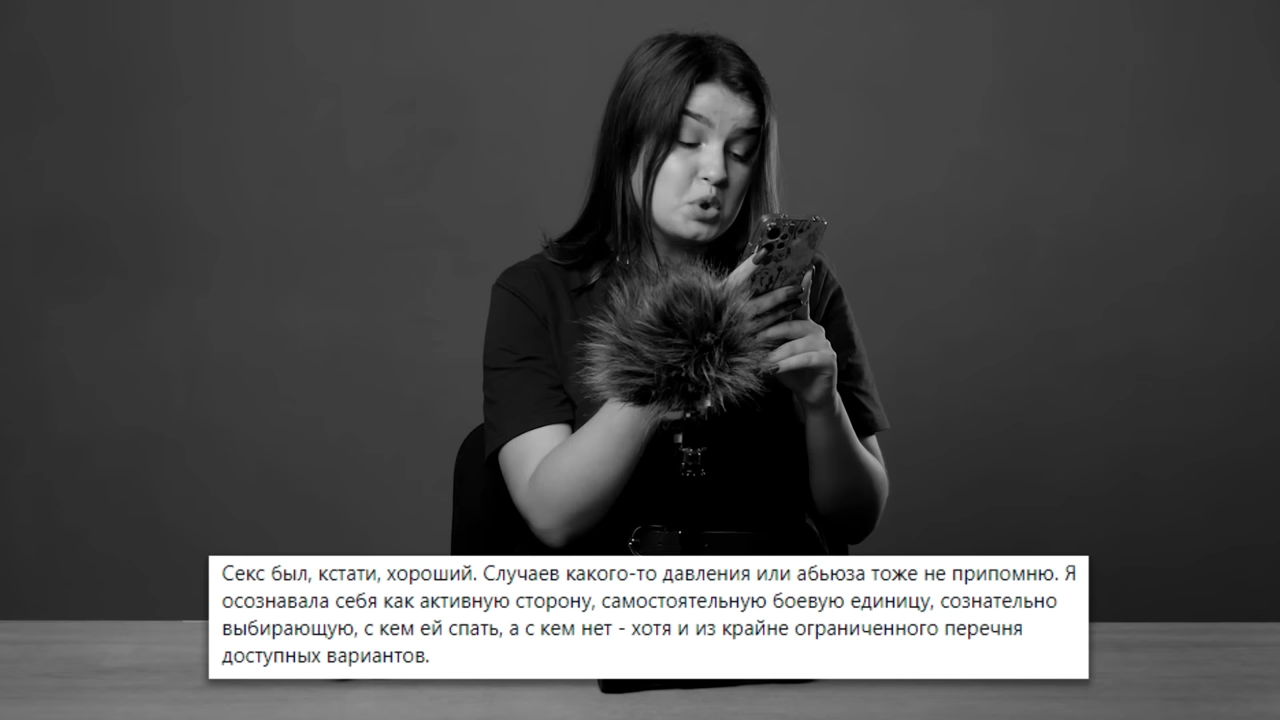 Секс был, кстати, хороший. Случаев какого-то давления или абьюза тоже не припомню. Я
осознавала себя как активную сторону, самостоятельную боевую единицу, сознательно
выбирающую, с кем ей спать, а с кем нет - хотя и из крайне ограниченного перечня
доступных вариантов.